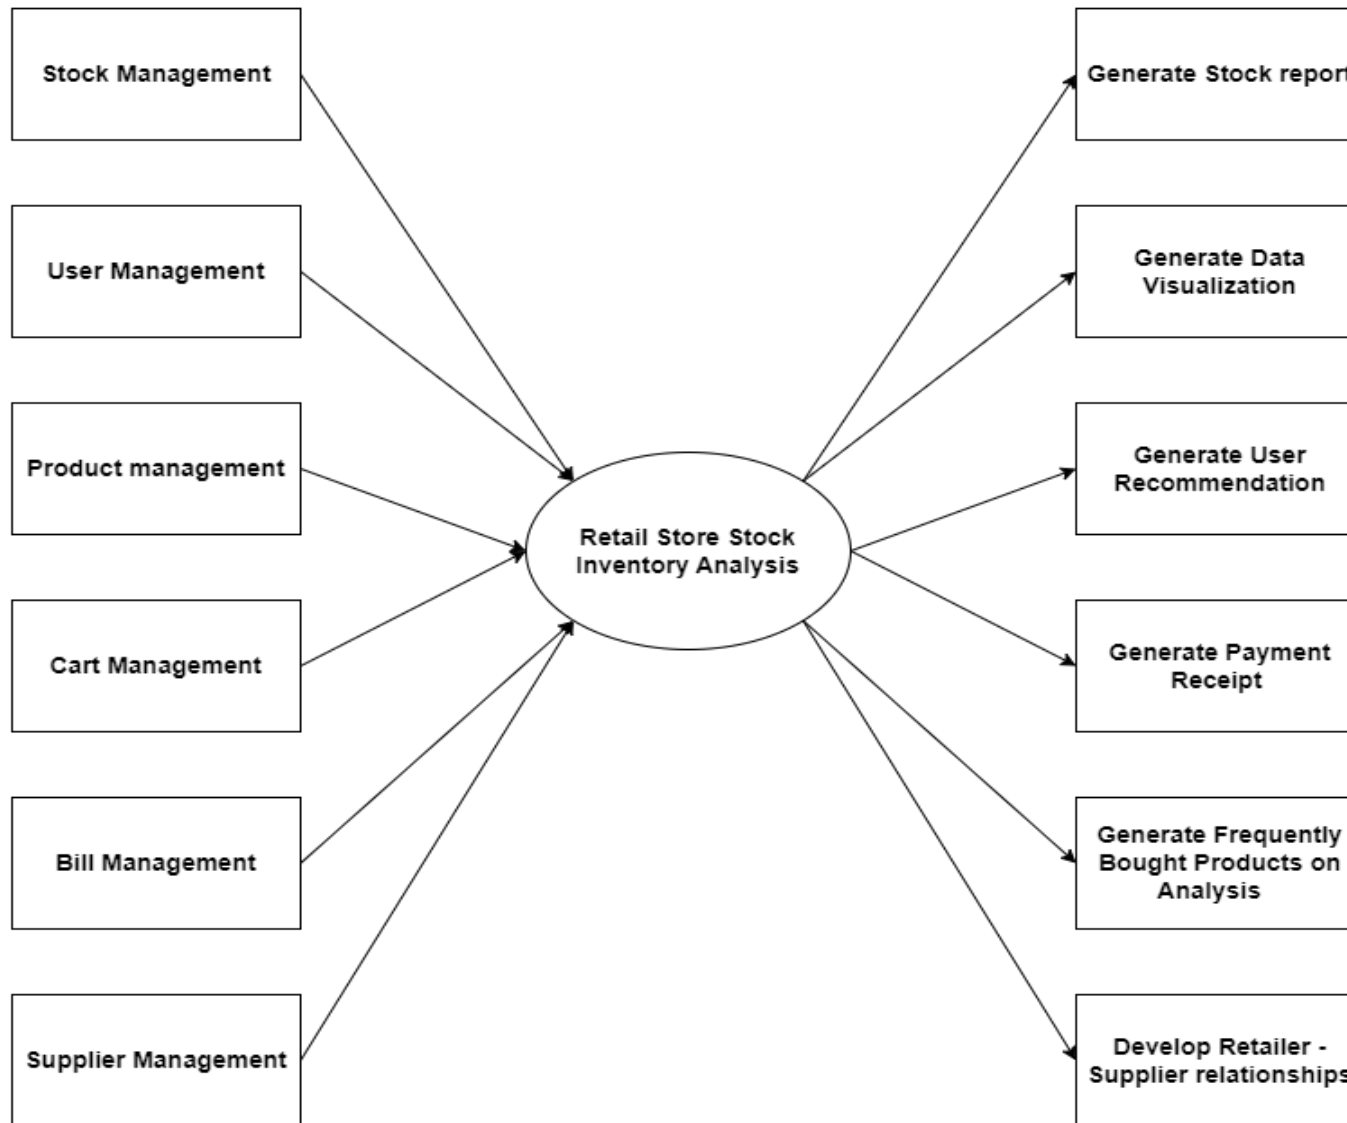 Stock Management
User Management
Product management
Cart Management
Bill Management
Supplier Management
Retail Store Stock
Inventory Analysis
Generate Stock report
Generate Data
Visualization
Generate User
Recommendation
Generate Payment
Receipt
Generate Frequently
Bought Products on
Analysis
Develop Retailer -
Supplier relationships